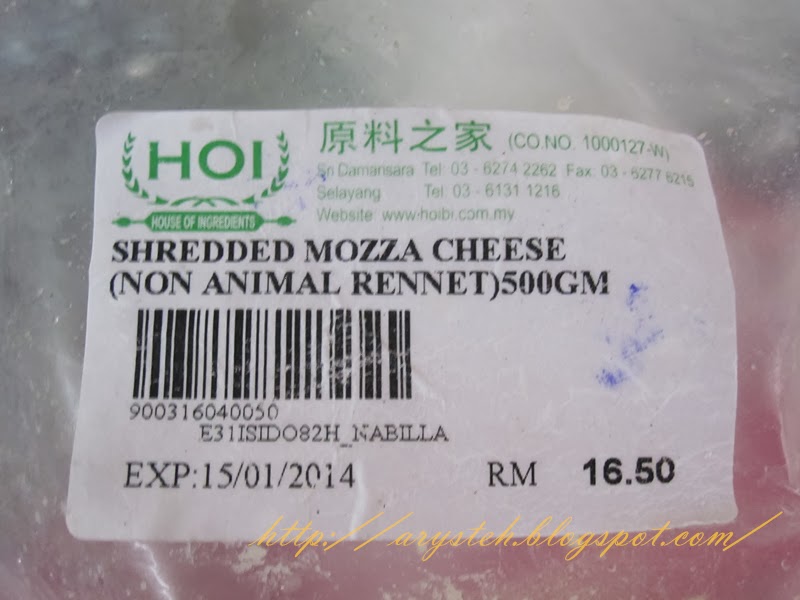 HOI
HOUSE OF INGREDIENTS
原料之家 (CO.NO. 1000127-W)
Sri Damansara Tel: 03 - 6274 2262 Fax: 03 - 6277 6215
Selayang Tel: 03 - 6131 1216
Website: www.hoibi.com.my
SHREDDED MOZZA CHEESE
(NON ANIMAL RENNET)500GM
900316040050
E31ISIDO82H_NABILLA
EXP:15/01/2014 RM 16.50
http://arysteh.blogspot.com/